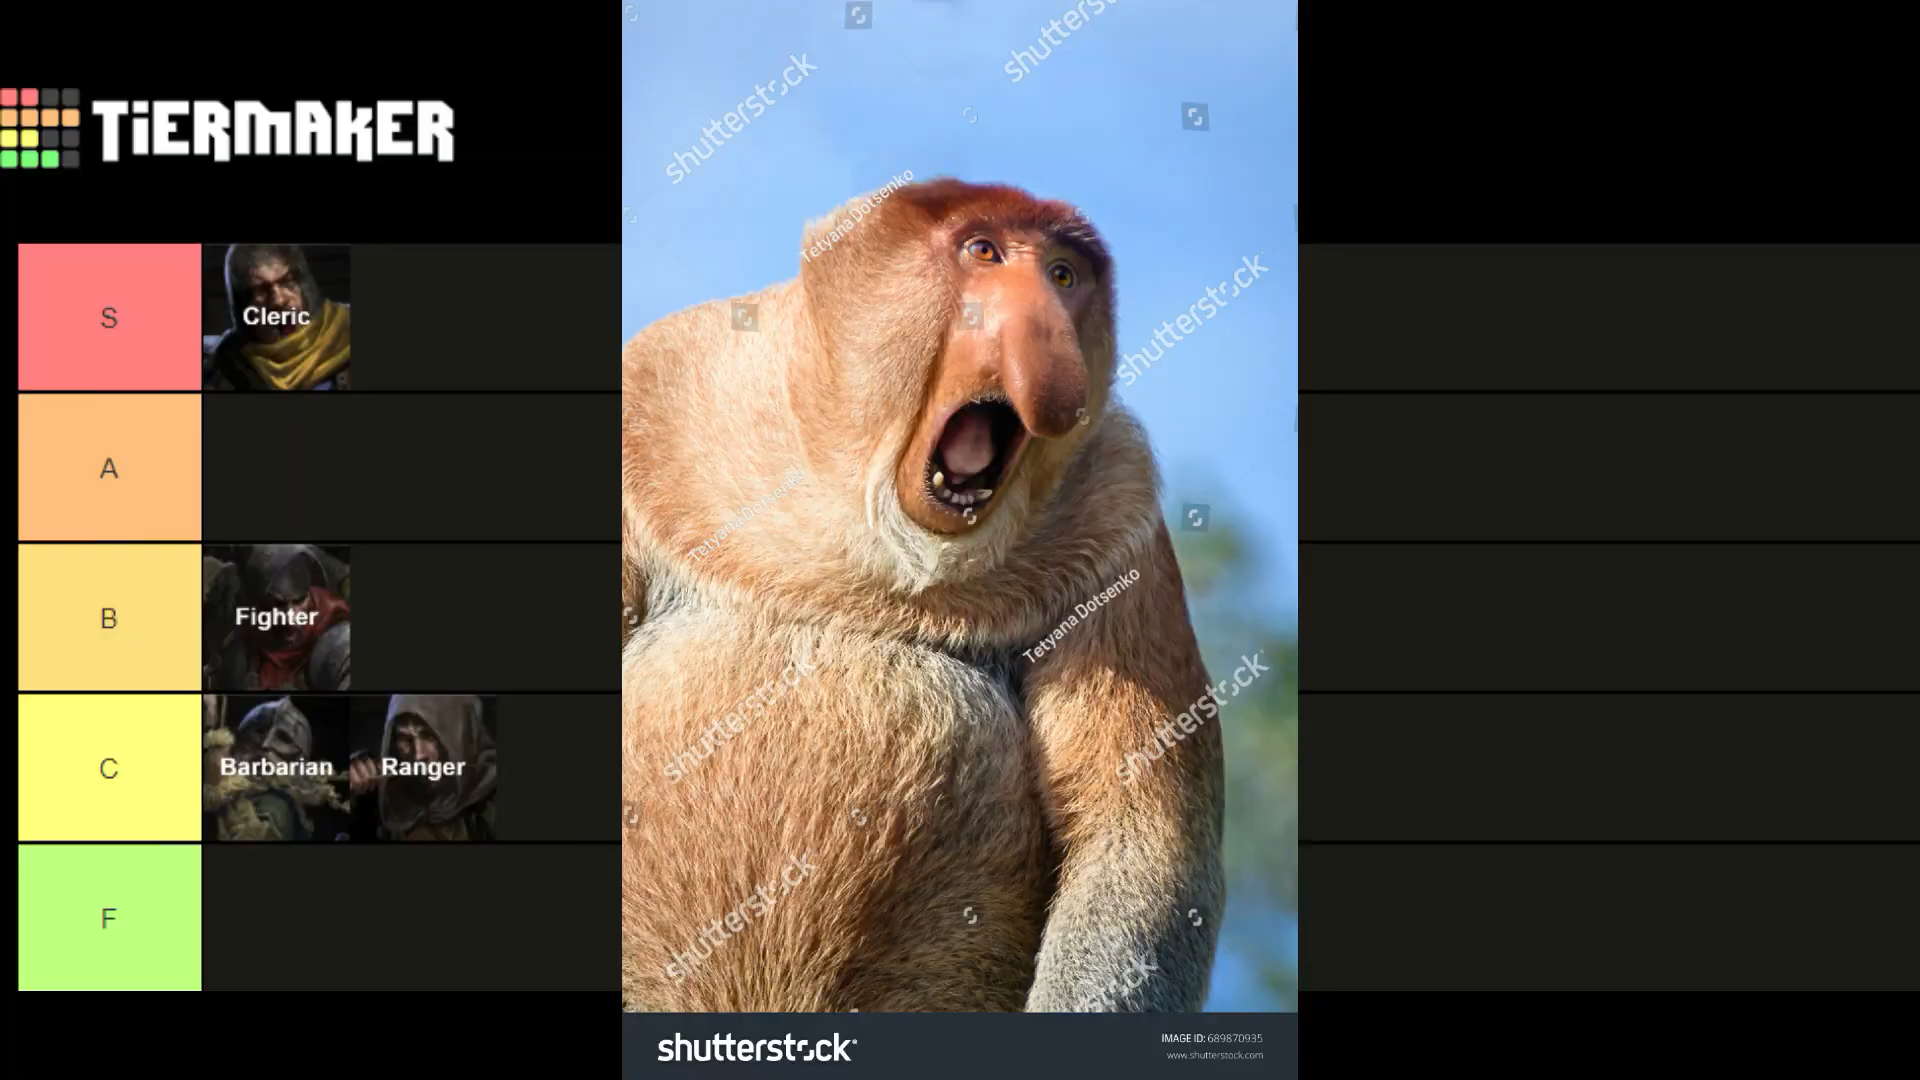 TiERMAKER
S
Cleric
A
B
Fighter
C
Barbarian
Ranger
F
shutterstock
shutterstock
Tetyana Dotsenko
shutterstock
Tetyana Dotsenko
Tetyana Dotsenko
shutterstock
shutterstock
shutterstock
shutterstock
shutterstock
IMAGE ID: 689870935
www.shutterstock.com